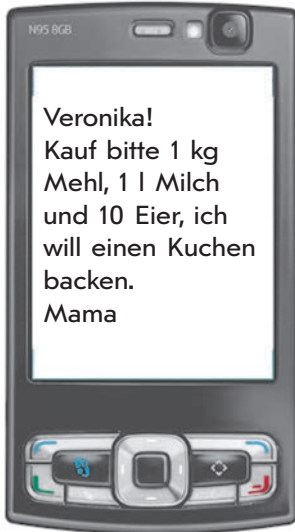 N95 8GB
Veronika!
Kauf bitte 1 kg
Mehl, 1 l Milch
und 10 Eier, ich
will einen Kuchen
backen.
Mama